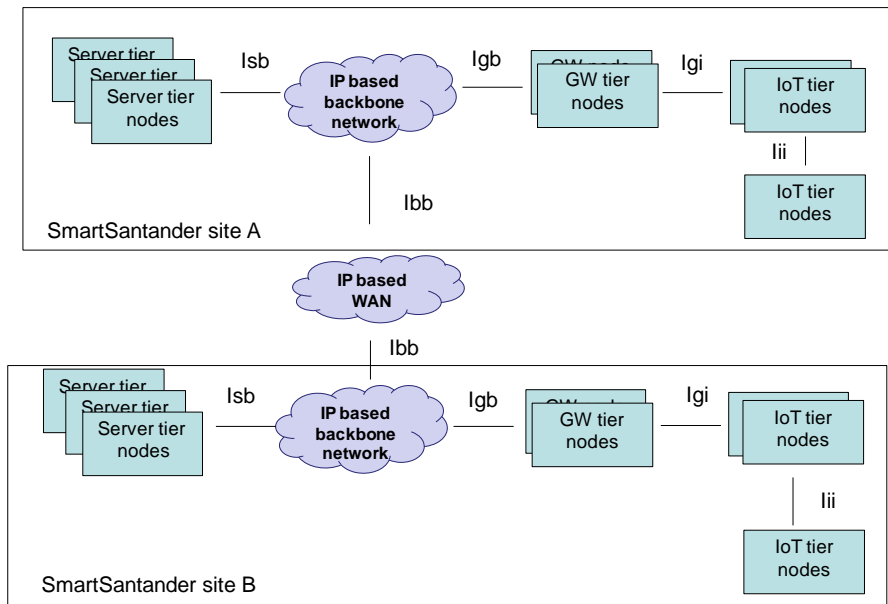 Server tier
Server tier
Server tier
nodes
Isb
IP based
backbone
network
Igb
GW tier
nodes
Igi
IoT tier
nodes
Iii
IoT tier
nodes
Ibb
SmartSantander site A
IP based
WAN
Ibb
Server tier
Server tier
Server tier
nodes
Isb
IP based
backbone
network
Igb
GW tier
nodes
Igi
IoT tier
nodes
Iii
IoT tier
nodes
SmartSantander site B